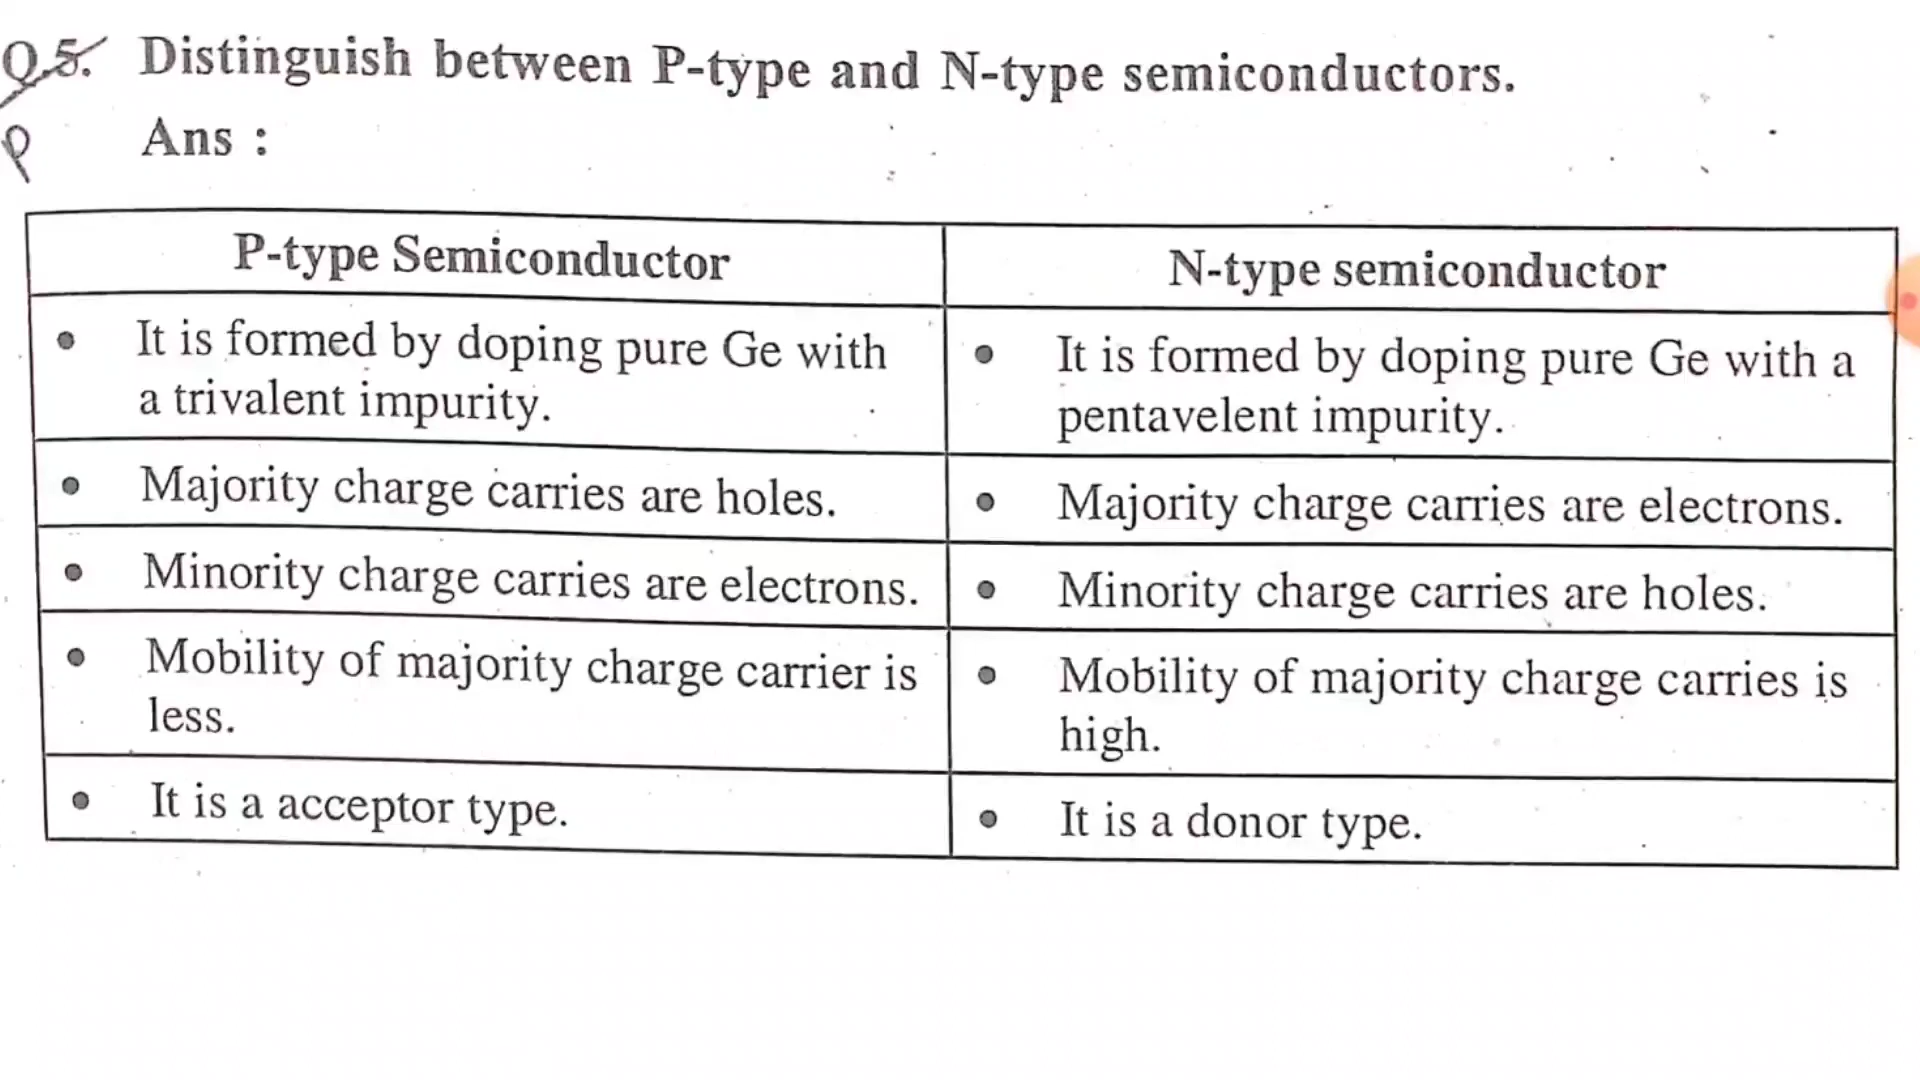 Q.5. Distinguish between P-type and N-type semiconductors.
P
Ans :
P-type Semiconductor
N-type semiconductor
• It is formed by doping pure Ge with
a trivalent impurity.
• It is formed by doping pure Ge with a
pentavelent impurity.
• Majority charge carries are holes.
• Majority charge carries are electrons.
• Minority charge carries are electrons.
• Minority charge carries are holes.
• Mobility of majority charge carrier is
less.
• Mobility of majority charge carries is
high.
• It is a acceptor type.
• It is a donor type.